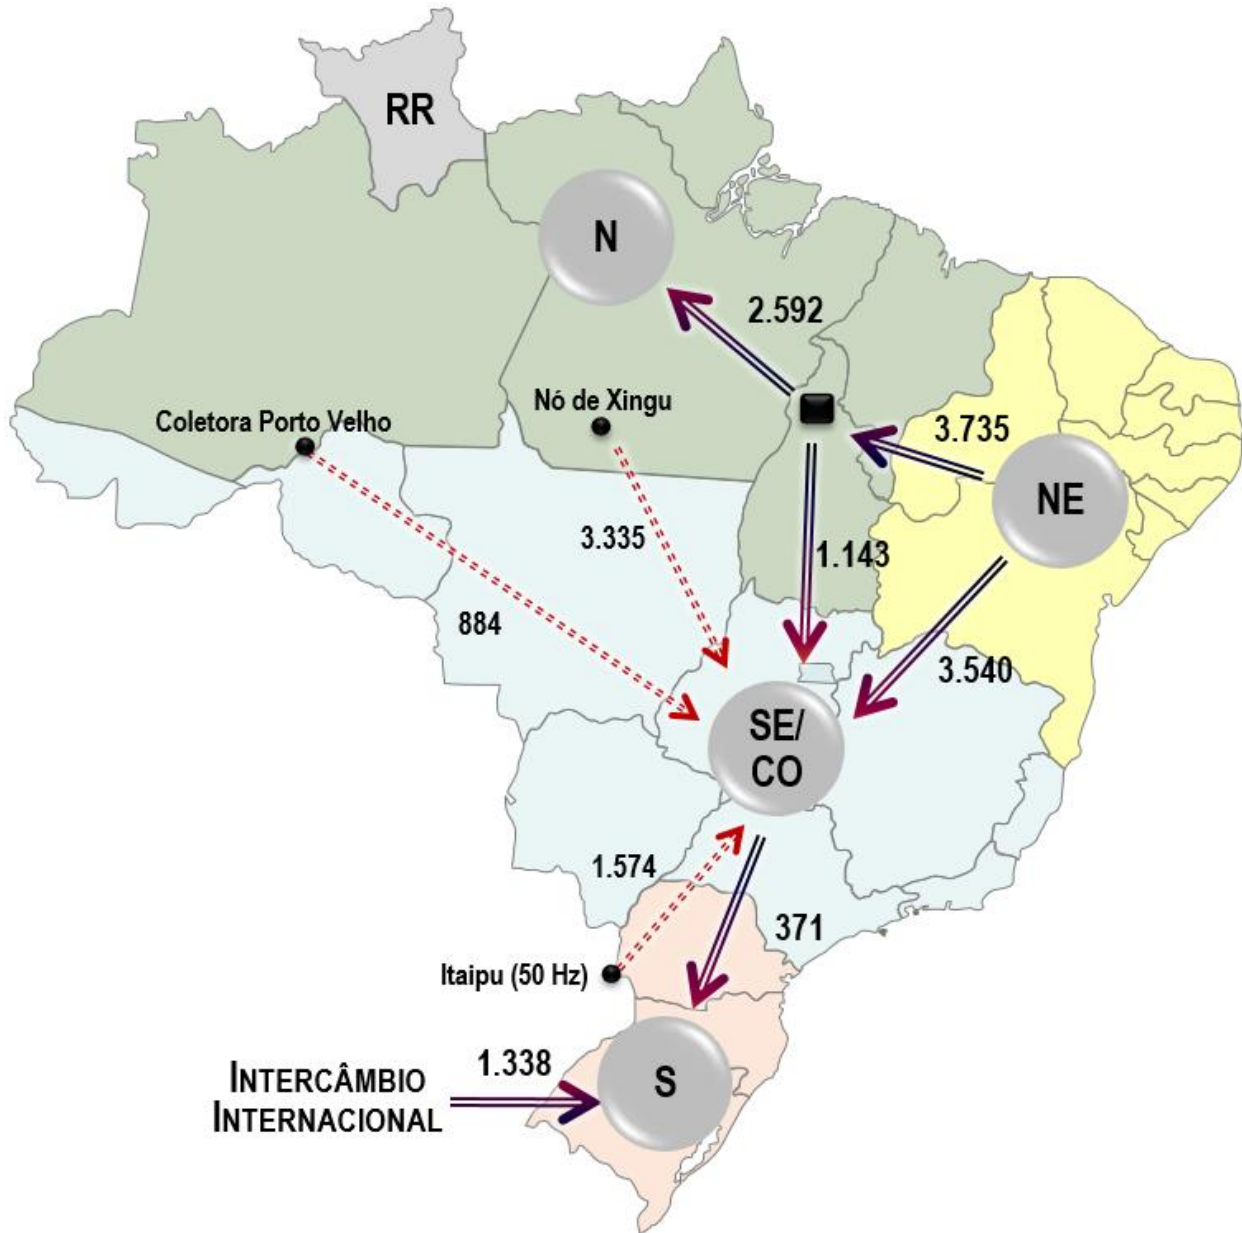 RR
N
2.592
Nó de Xingu
Coletora Porto Velho
3.735
NE
3.335
1.143
884
3.540
SE/
CO
1.574
371
Itaipu (50 Hz)
1.338
INTERCÂMBIO
INTERNACIONAL
S